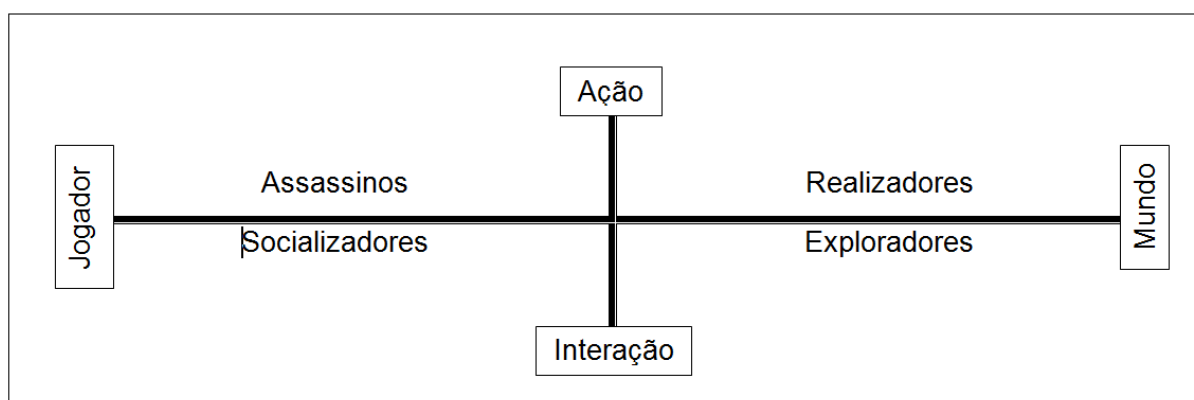 Ação
Jogador
Assassinos
Realizadores
Mundo
Socializadores
Exploradores
Interação